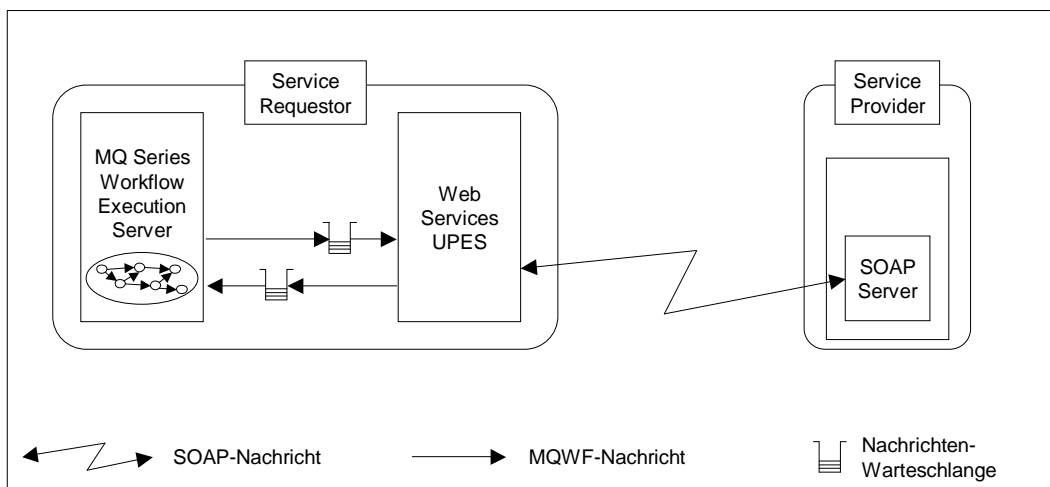 Service
Requestor
Service
Provider
MQ Series
Workflow
Execution
Server
Web
Services
UPES
SOAP
Server
SOAP-Nachricht
MQWF-Nachricht
Nachrichten-
Warteschlange